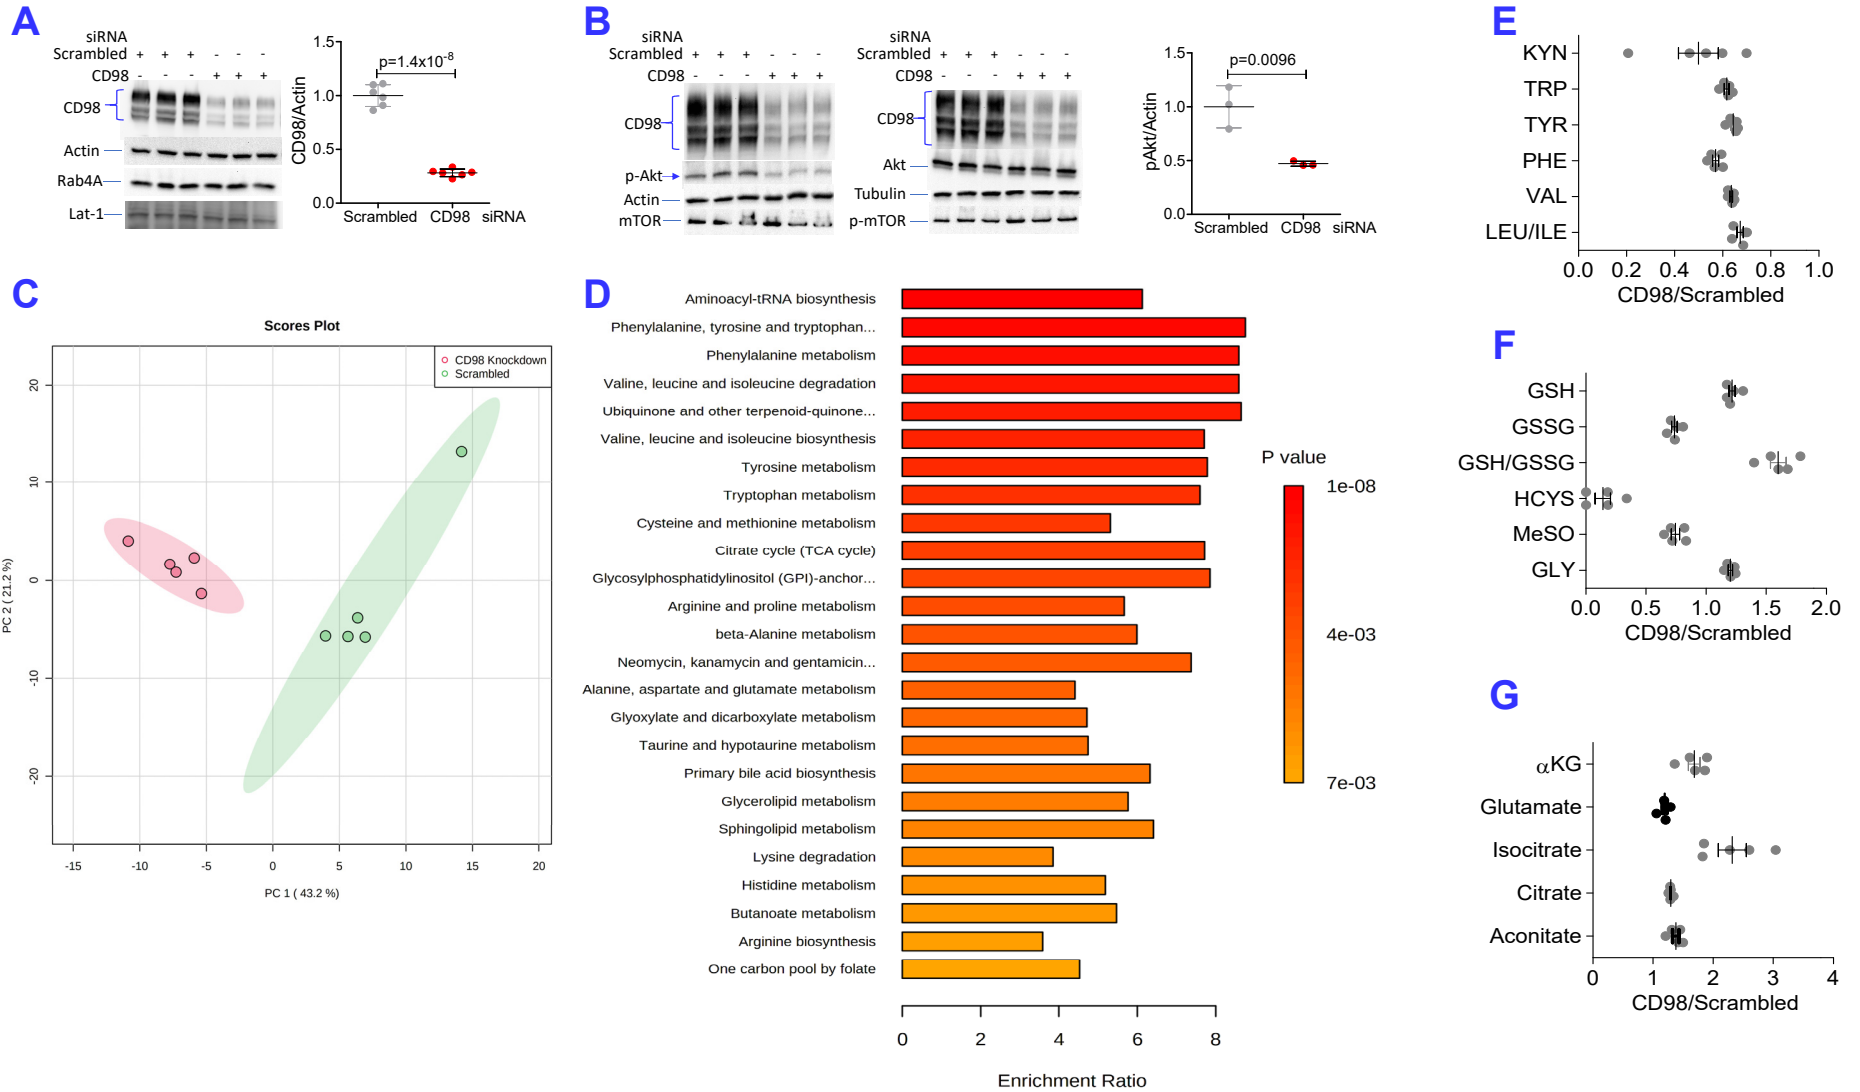 A
siRNA
Scrambled + + + - - -
CD98 - - - + + +
CD98
Actin
Rab4A
Lat-1
CD98/Actin
1.5
1.0
0.5
0.0
p=1.4x10-8
Scrambled CD98 siRNA
B
siRNA
Scrambled + + + - - -
CD98 - - - + + +
CD98
p-Akt
Actin
mTOR
siRNA
Scrambled + + + - - -
CD98 - - - + + +
CD98
Akt
Tubulin
p-mTOR
pAkt/Actin
1.5
1.0
0.5
0.0
p=0.0096
Scrambled CD98 siRNA
C
Scores Plot
CD98 Knockdown
Scrambled
PC 2 ( 21.2 %)
20
10
0
-10
-20
-15 -10 -5 0 5 10 15 20
PC 1 ( 43.2 %)
D
Aminoacyl-tRNA biosynthesis
Phenylalanine, tyrosine and tryptophan...
Phenylalanine metabolism
Valine, leucine and isoleucine degradation
Ubiquinone and other terpenoid-quinone...
Valine, leucine and isoleucine biosynthesis
Tyrosine metabolism
Tryptophan metabolism
Cysteine and methionine metabolism
Citrate cycle (TCA cycle)
Glycosylphosphatidylinositol (GPI)-anchor...
Arginine and proline metabolism
beta-Alanine metabolism
Neomycin, kanamycin and gentamicin...
Alanine, aspartate and glutamate metabolism
Glyoxylate and dicarboxylate metabolism
Taurine and hypotaurine metabolism
Primary bile acid biosynthesis
Glycerolipid metabolism
Sphingolipid metabolism
Lysine degradation
Histidine metabolism
Butanoate metabolism
Arginine biosynthesis
One carbon pool by folate
0 2 4 6 8
Enrichment Ratio
P value
1e-08
4e-03
7e-03
E
KYN
TRP
TYR
PHE
VAL
LEU/ILE
0.0 0.2 0.4 0.6 0.8 1.0
CD98/Scrambled
F
GSH
GSSG
GSH/GSSG
HCYS
MeSO
GLY
0.0 0.5 1.0 1.5 2.0
CD98/Scrambled
G
αKG
Glutamate
Isocitrate
Citrate
Aconitate
0 1 2 3 4
CD98/Scrambled